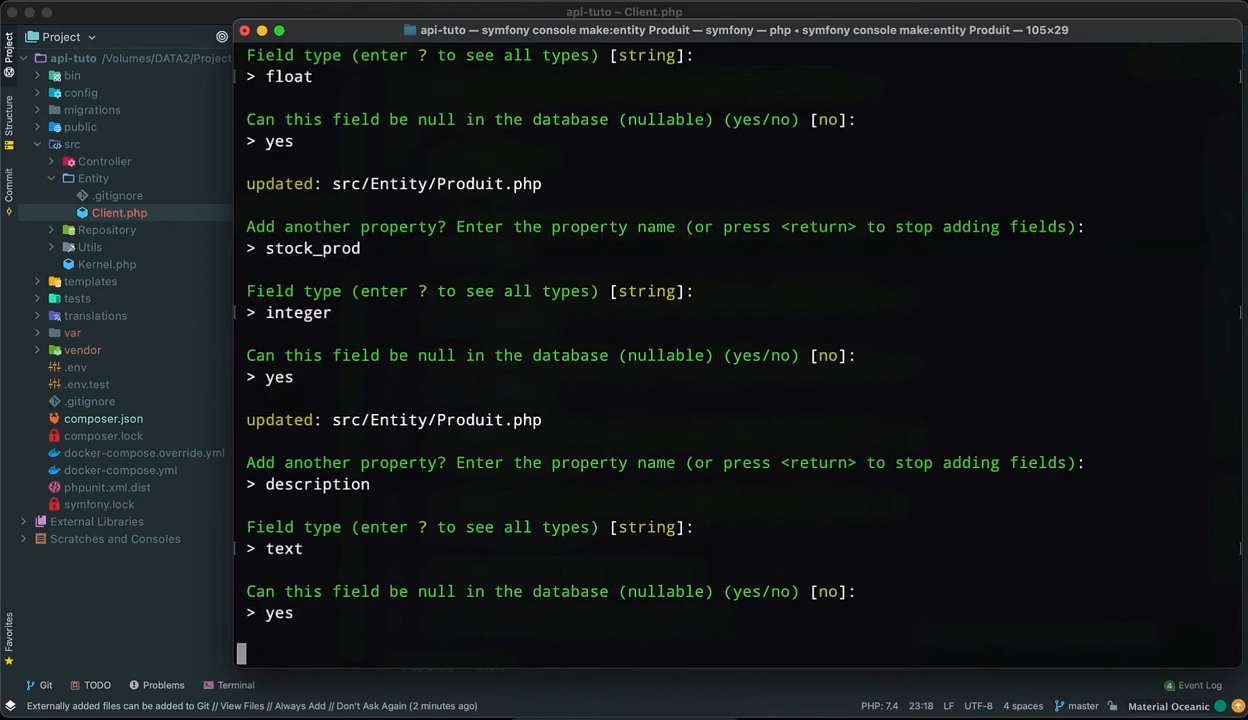 api-tuto – Client.php
Project
api-tuto — symfony console make:entity Produit — symfony — php ◂ symfony console make:entity Produit — 105×29
Project
Structure
Commit
Favorites
api-tuto /Volumes/DATA2/Project
bin
config
migrations
public
src
Controller
Entity
.gitignore
Client.php
Repository
Utils
Kernel.php
templates
tests
translations
var
vendor
.env
.env.test
.gitignore
composer.json
composer.lock
docker-compose.override.yml
docker-compose.yml
phpunit.xml.dist
symfony.lock
External Libraries
Scratches and Consoles
Field type (enter ? to see all types) [string]:
> float
Can this field be null in the database (nullable) (yes/no) [no]:
> yes
updated: src/Entity/Produit.php
Add another property? Enter the property name (or press <return> to stop adding fields):
> stock_prod
Field type (enter ? to see all types) [string]:
> integer
Can this field be null in the database (nullable) (yes/no) [no]:
> yes
updated: src/Entity/Produit.php
Add another property? Enter the property name (or press <return> to stop adding fields):
> description
Field type (enter ? to see all types) [string]:
> text
Can this field be null in the database (nullable) (yes/no) [no]:
> yes
Git TODO Problems Terminal 4 Event Log
Externally added files can be added to Git // View Files // Always Add // Don't Ask Again (2 minutes ago) PHP: 7.4 23:18 LF UTF-8 4 spaces master Material Oceanic